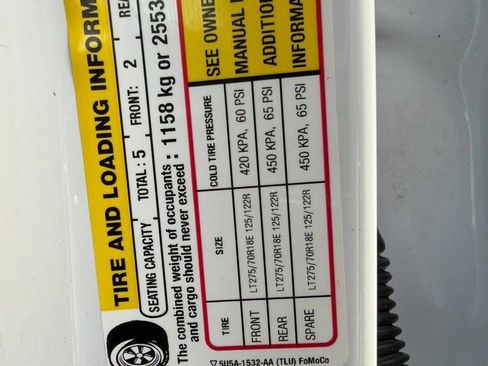 TIRE AND LOADING INFORM
SEATING CAPACITY TOTAL : 5 FRONT: 2 REA
The combined weight of occupants : 1158 kg or 2553
and cargo should never exceed
TIRE SIZE COLD TIRE PRESSURE SEE OWNE
FRONT LT275/70R18E 125/122R 420 KPA, 60 PSI MANUAL
REAR LT275/70R18E 125/122R 450 KPA, 65 PSI ADDITION
SPARE LT275/70R18E 125/122R 450 KPA, 65 PSI INFORMA
5U5A-1532-AA (TLU) FoMoCo